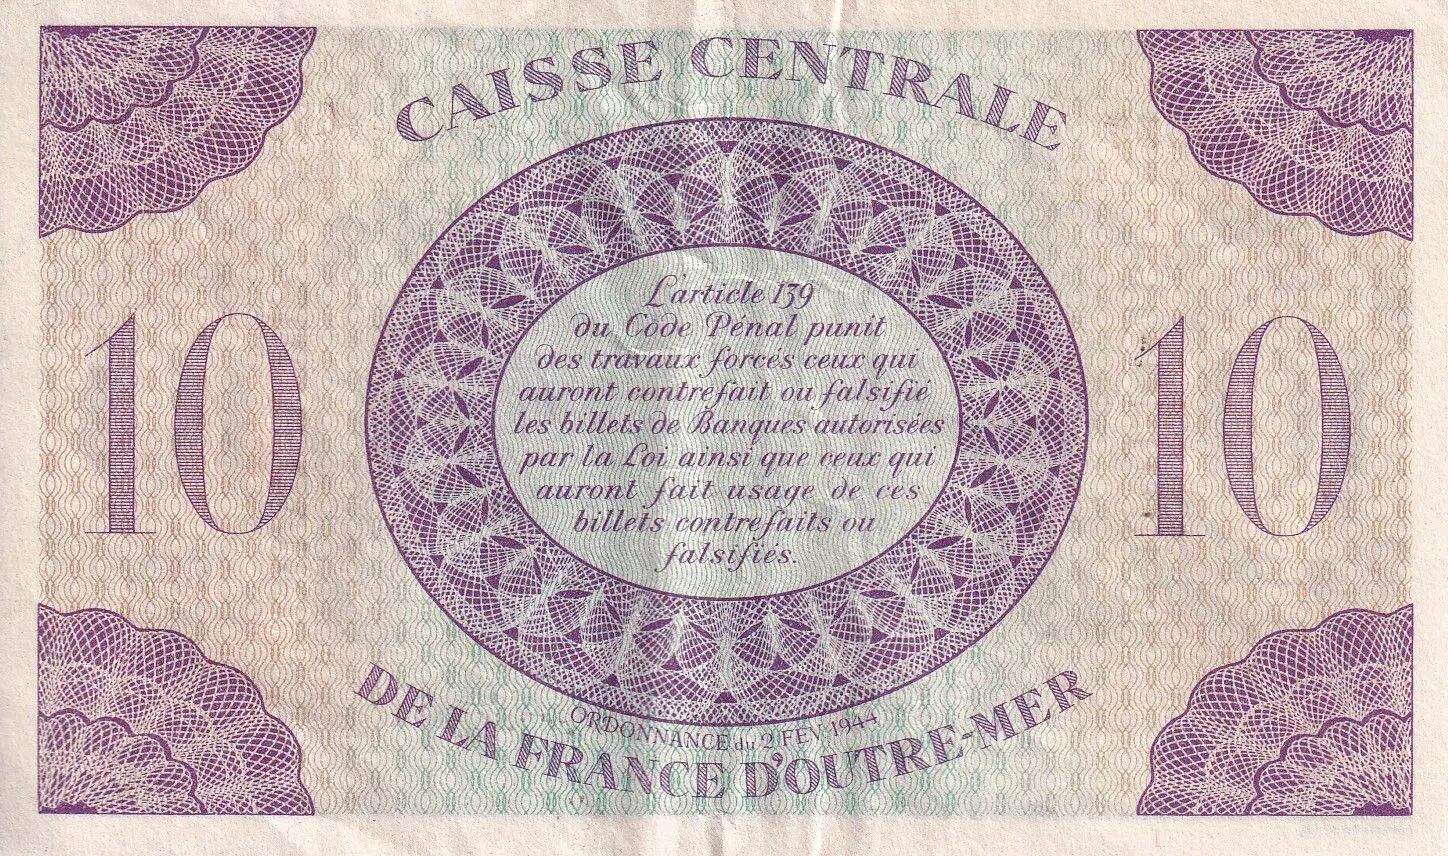 CAISSE CENTRALE
L'article 139
du Code Pénal punit
des travaux forcés ceux qui
auront contrefait ou falsifié
les billets de Banques autorisées
par la Loi ainsi que ceux qui
auront fait usage de ces
billets contrefaits ou
falsifiés.
10
10
ORDONNANCE du 2 FEV 1944
DE LA FRANCE D'OUTRE-MER